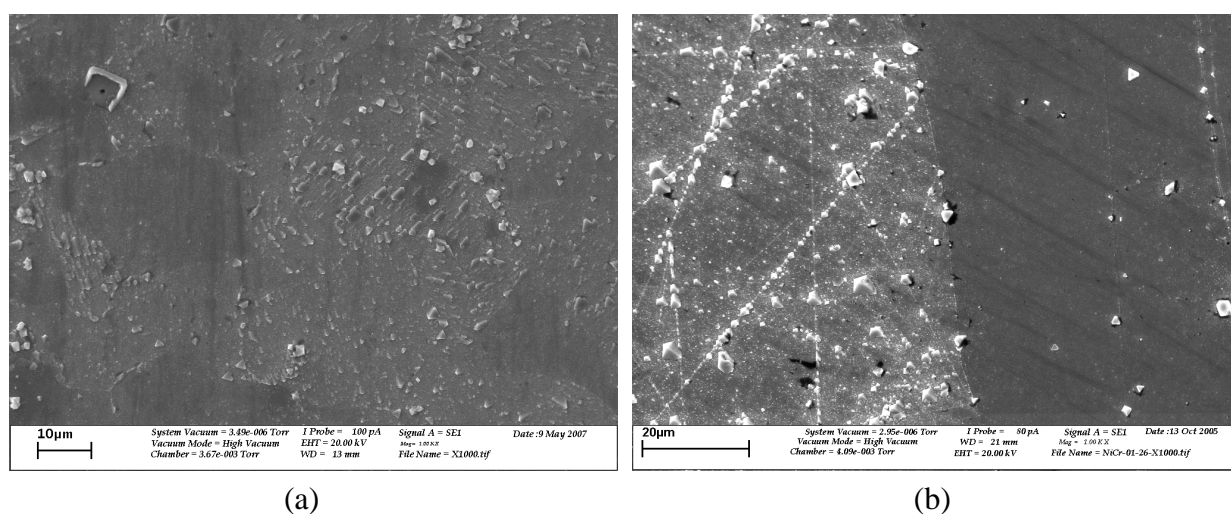 10µm
System Vacuum = 3.49e-006 Torr I Probe = 100 pA Signal A = SE1 Date :9 May 2007
Vacuum Mode = High Vacuum EHT = 20.00 kV Mag = 1.00 K X
Chamber = 3.67e-003 Torr WD = 13 mm File Name = X1000.tif
20µm
System Vacuum = 2.95e-006 Torr I Probe = 80 pA Signal A = SE1 Date :13 Oct 2005
Vacuum Mode = High Vacuum WD = 21 mm Mag = 1.00 K X
Chamber = 4.09e-003 Torr EHT = 20.00kV File Name = NiCr-01-26-X1000.tif
(a) (b)